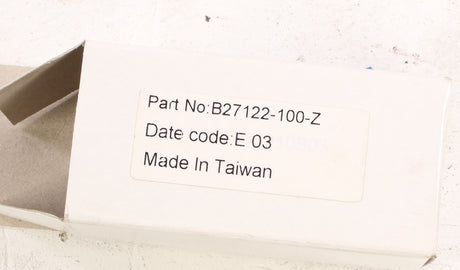 Part No:B27122-100-Z
Date code:E 03
Made In Taiwan